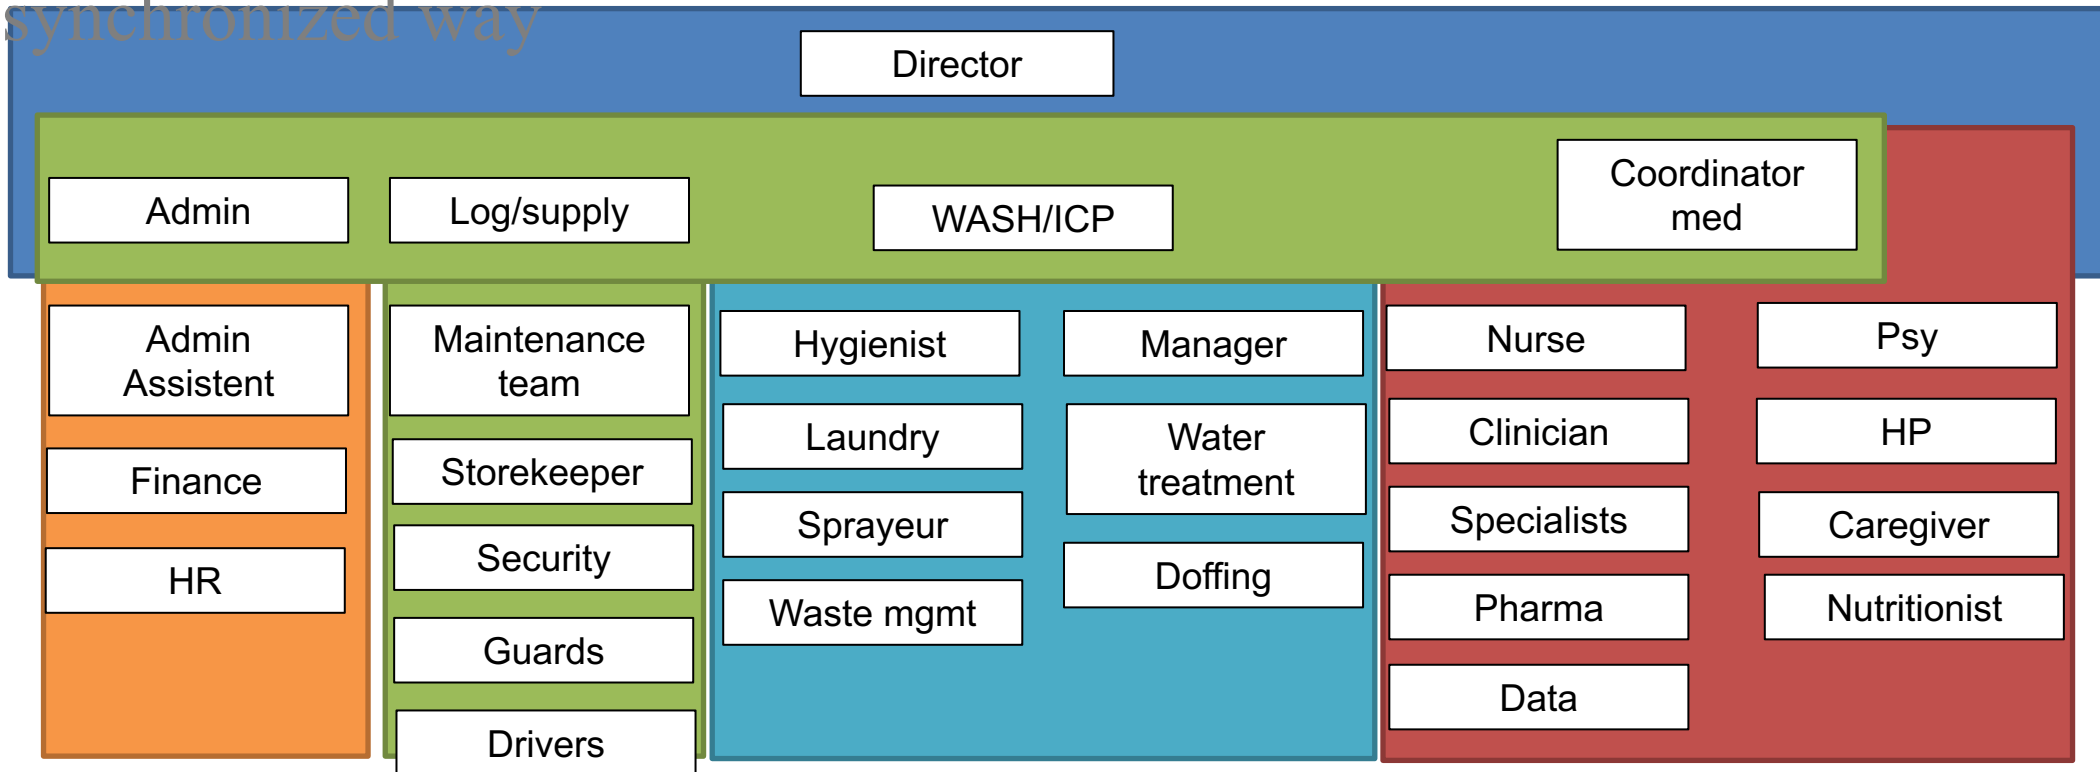 synchronized way
Director
Admin
Log/supply
WASH/ICP
Coordinator
med
Admin
Assistent
Finance
HR
Maintenance
team
Storekeeper
Security
Guards
Drivers
Hygienist
Laundry
Sprayeur
Waste mgmt
Manager
Water
treatment
Doffing
Nurse
Clinician
Specialists
Pharma
Data
Psy
HP
Caregiver
Nutritionist